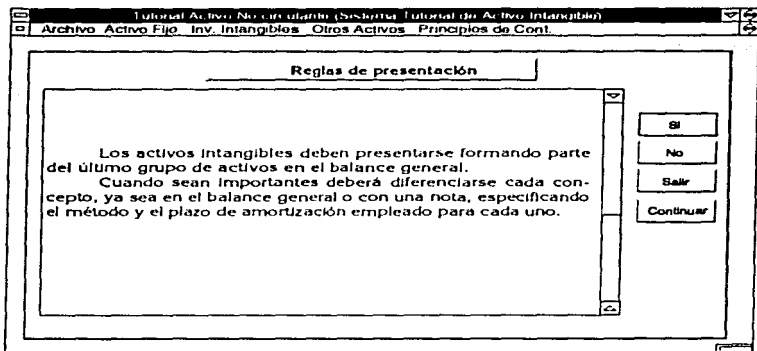 Tutorial Activo No circulante (Sistema Tutorial de Activo Intangible)
Archivo Activo Fijo Inv. Intangibles Otros Activos Principios de Cont.
Reglas de presentación
Los activos intangibles deben presentarse formando parte
del último grupo de activos en el balance general.
Cuando sean importantes deberá diferenciarse cada con-
cepto, ya sea en el balance general o con una nota, especificando
el método y el plazo de amortización empleado para cada uno.
Si
No
Salir
Continuar